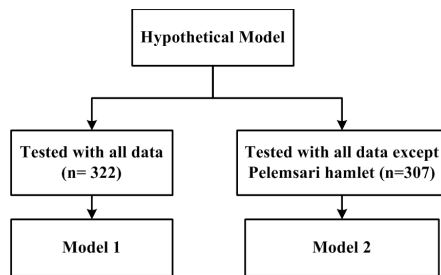 Hypothetical Model
Tested with all data
(n= 322)
Tested with all data except
Pelemsari hamlet (n=307)
Model 1
Model 2